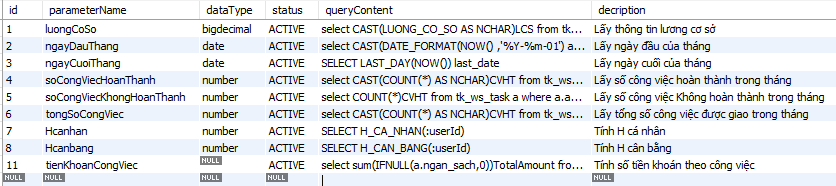 id parameterName dataType status queryContent decription
1 luongCoSo bigdecimal ACTIVE select CAST(LUONG_CO_SO AS NCHAR)LCS from tk_ws... Lấy thông tin lương cơ sở
2 ngayDauThang date ACTIVE select CAST(DATE_FORMAT(NOW() ,'%Y-%m-01') a... Lấy ngày đầu của tháng
3 ngayCuoiThang date ACTIVE SELECT LAST_DAY(NOW()) last_date Lấy ngày cuối của tháng
4 soCongViecHoanThanh number ACTIVE select CAST(COUNT(*) AS NCHAR)CVHT from tk_ws... Lấy số công việc hoàn thành trong tháng
5 soCongViecKhongHoanThanh number ACTIVE select COUNT(*)CVHT from tk_ws_task a where a.a... Lấy số công việc Không hoàn thành trong tháng
6 tongSoCongViec number ACTIVE select CAST(COUNT(*) AS NCHAR)CVHT from tk_ws... Lấy tổng số công việc được giao trong tháng
7 Hcanhan number ACTIVE SELECT H_CA_NHAN(:userId) Tính H cá nhân
8 Hcanbang number ACTIVE SELECT H_CAN_BANG(:userId) Tính H cân bằng
11 tienKhoanCongViec NULL ACTIVE select sum(IFNULL(a.ngan_sach,0))TotalAmount fro... Tính số tiền khoán theo công việc
NULL NULL NULL NULL NULL